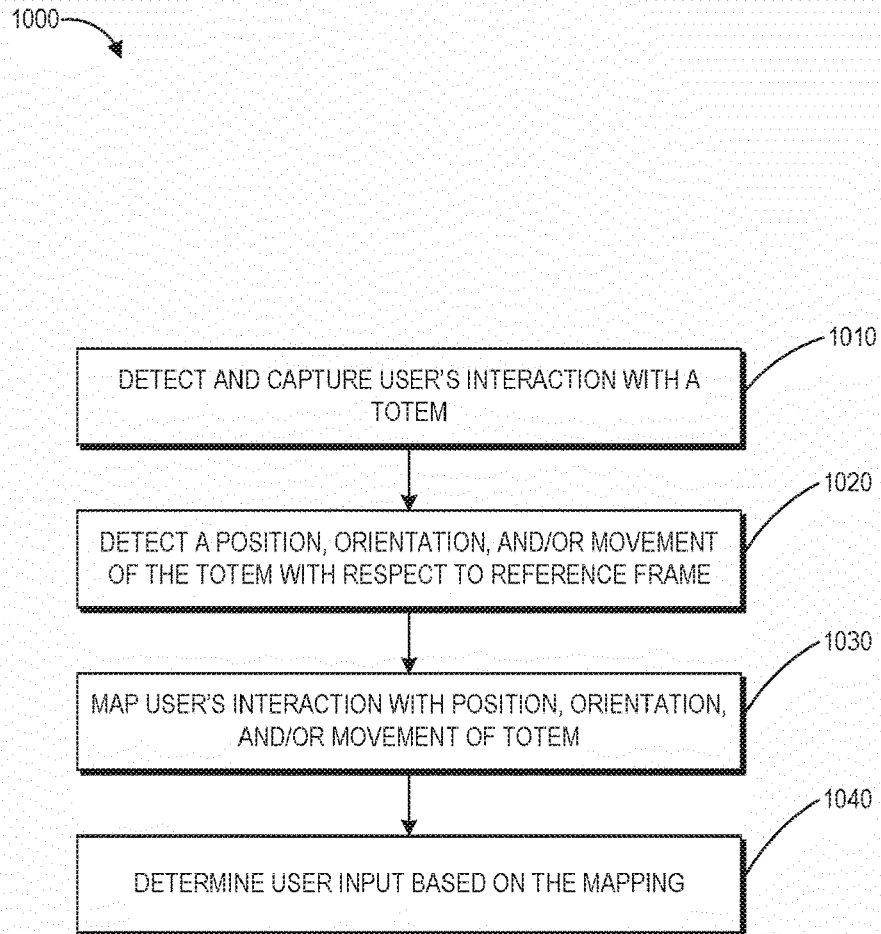 1000
1010
DETECT AND CAPTURE USER'S INTERACTION WITH A
TOTEM
1020
DETECT A POSITION, ORIENTATION, AND/OR MOVEMENT
OF THE TOTEM WITH RESPECT TO REFERENCE FRAME
1030
MAP USER'S INTERACTION WITH POSITION, ORIENTATION,
AND/OR MOVEMENT OF TOTEM
1040
DETERMINE USER INPUT BASED ON THE MAPPING